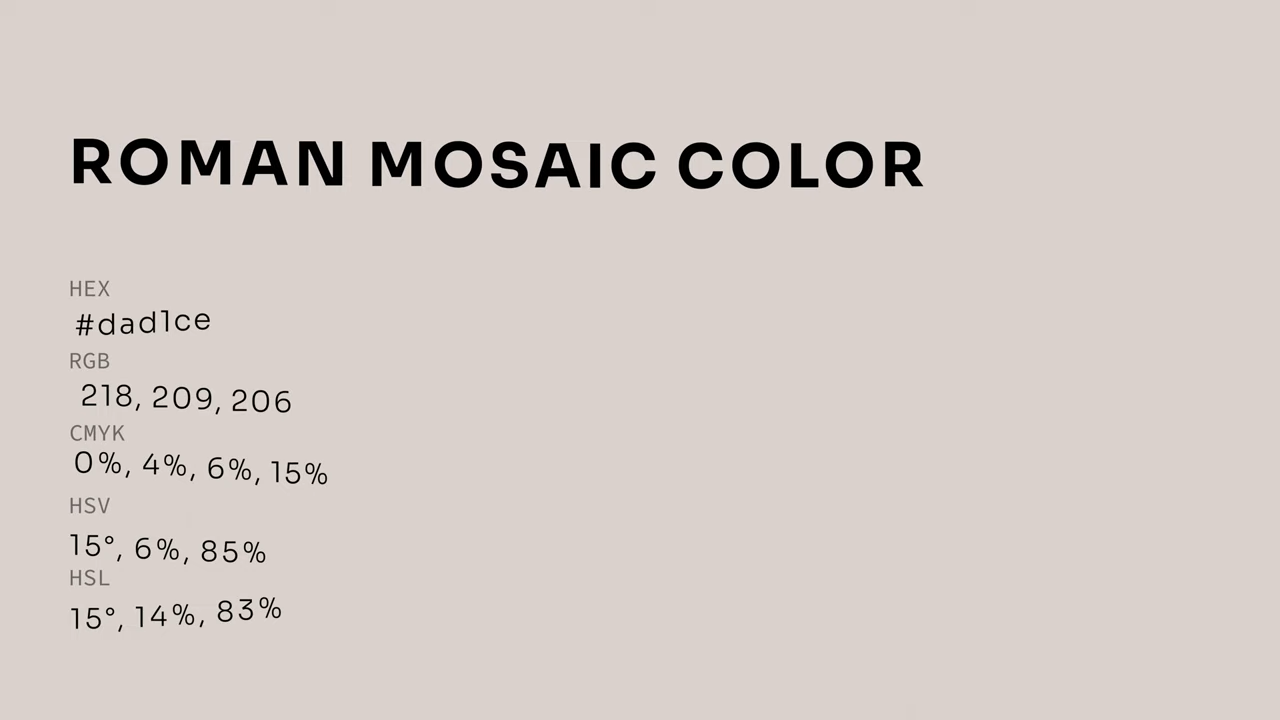 ROMAN MOSAIC COLOR
HEX
#dad1ce
RGB
218, 209, 206
CMYK
0%, 4%, 6%, 15%
HSV
15°, 6%, 85%
HSL
15°, 14%, 83%